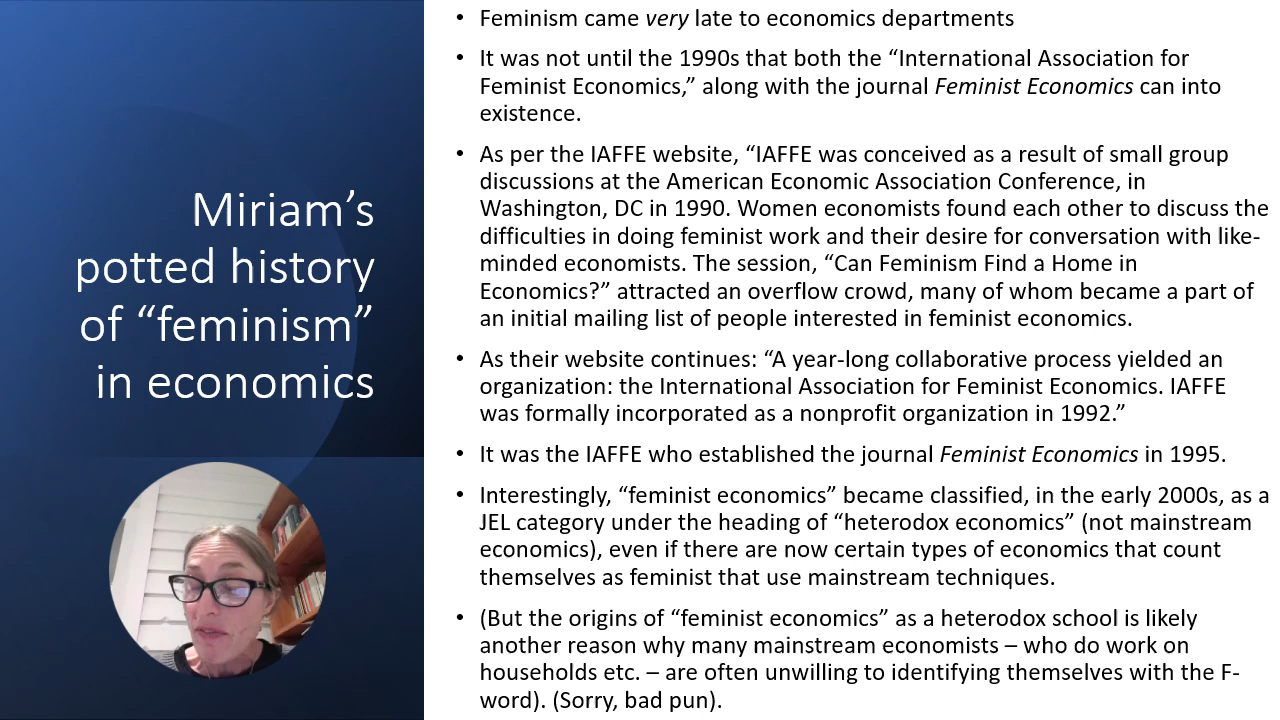 Miriam’s
potted history
of “feminism”
in economics
• Feminism came very late to economics departments
• It was not until the 1990s that both the “International Association for
Feminist Economics,” along with the journal Feminist Economics can into
existence.
• As per the IAFFE website, “IAFFE was conceived as a result of small group
discussions at the American Economic Association Conference, in
Washington, DC in 1990. Women economists found each other to discuss the
difficulties in doing feminist work and their desire for conversation with like-
minded economists. The session, “Can Feminism Find a Home in
Economics?” attracted an overflow crowd, many of whom became a part of
an initial mailing list of people interested in feminist economics.
• As their website continues: “A year-long collaborative process yielded an
organization: the International Association for Feminist Economics. IAFFE
was formally incorporated as a nonprofit organization in 1992.”
• It was the IAFFE who established the journal Feminist Economics in 1995.
• Interestingly, “feminist economics” became classified, in the early 2000s, as a
JEL category under the heading of “heterodox economics” (not mainstream
economics), even if there are now certain types of economics that count
themselves as feminist that use mainstream techniques.
• (But the origins of “feminist economics” as a heterodox school is likely
another reason why many mainstream economists – who do work on
households etc. – are often unwilling to identifying themselves with the F-
word). (Sorry, bad pun).